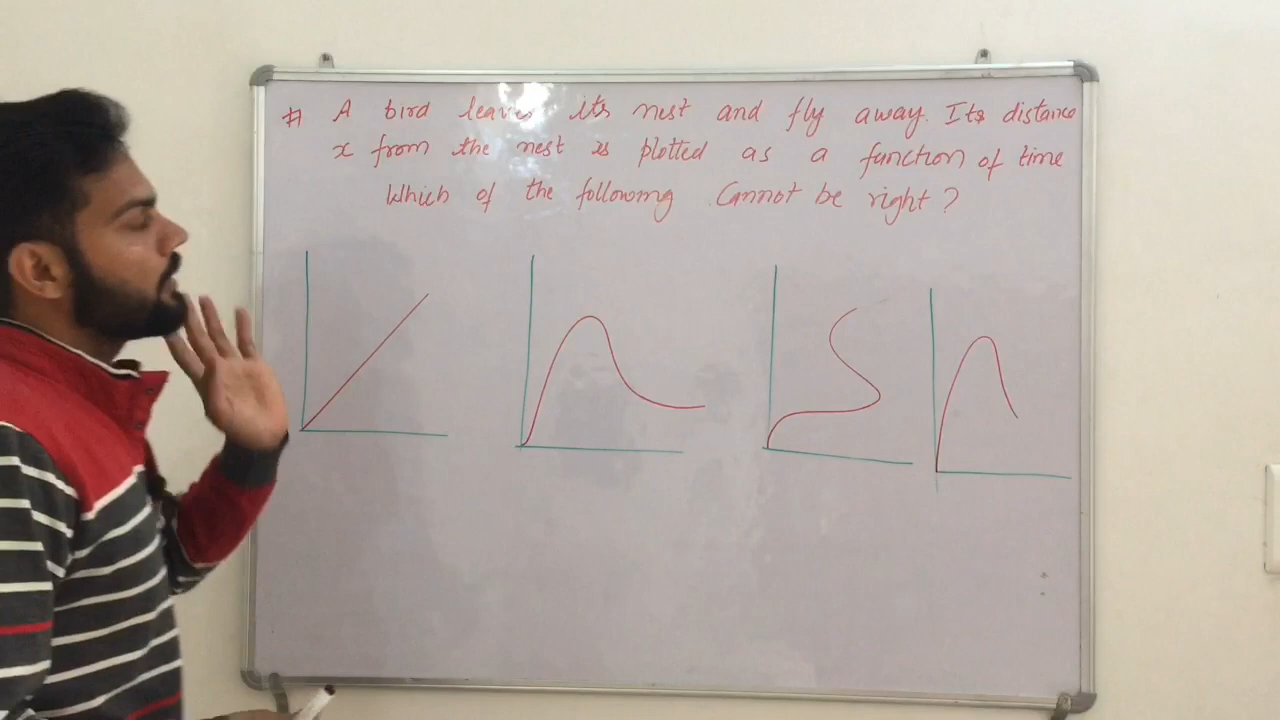 # A bird leaves its nest and fly away. Its distance
x from the nest is plotted as a function of time
Which of the following Cannot be right ?